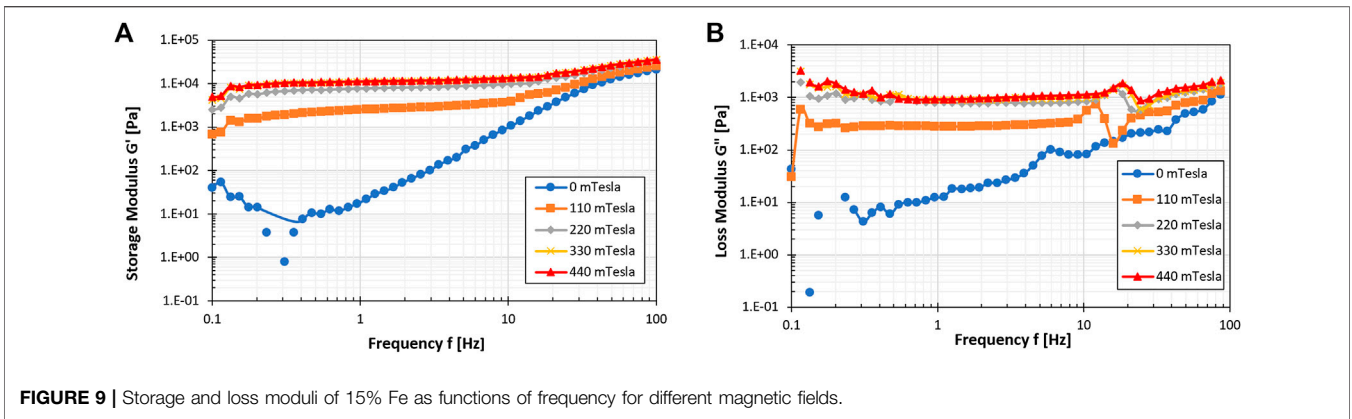 A
1.E+05
1.E+04
1.E+03
1.E+02
1.E+01
1.E+00
1.E-01
Storage Modulus G' [Pa]
0.1
1
10
100
Frequency f [Hz]
0 mTesla
110 mTesla
220 mTesla
330 mTesla
440 mTesla
B
1.E+04
1.E+03
1.E+02
1.E+01
1.E+00
1.E-01
Loss Modulus G" [Pa]
0.1
1
10
100
Frequency f [Hz]
0 mTesla
110 mTesla
220 mTesla
330 mTesla
440 mTesla
FIGURE 9 | Storage and loss moduli of 15% Fe as functions of frequency for different magnetic fields.